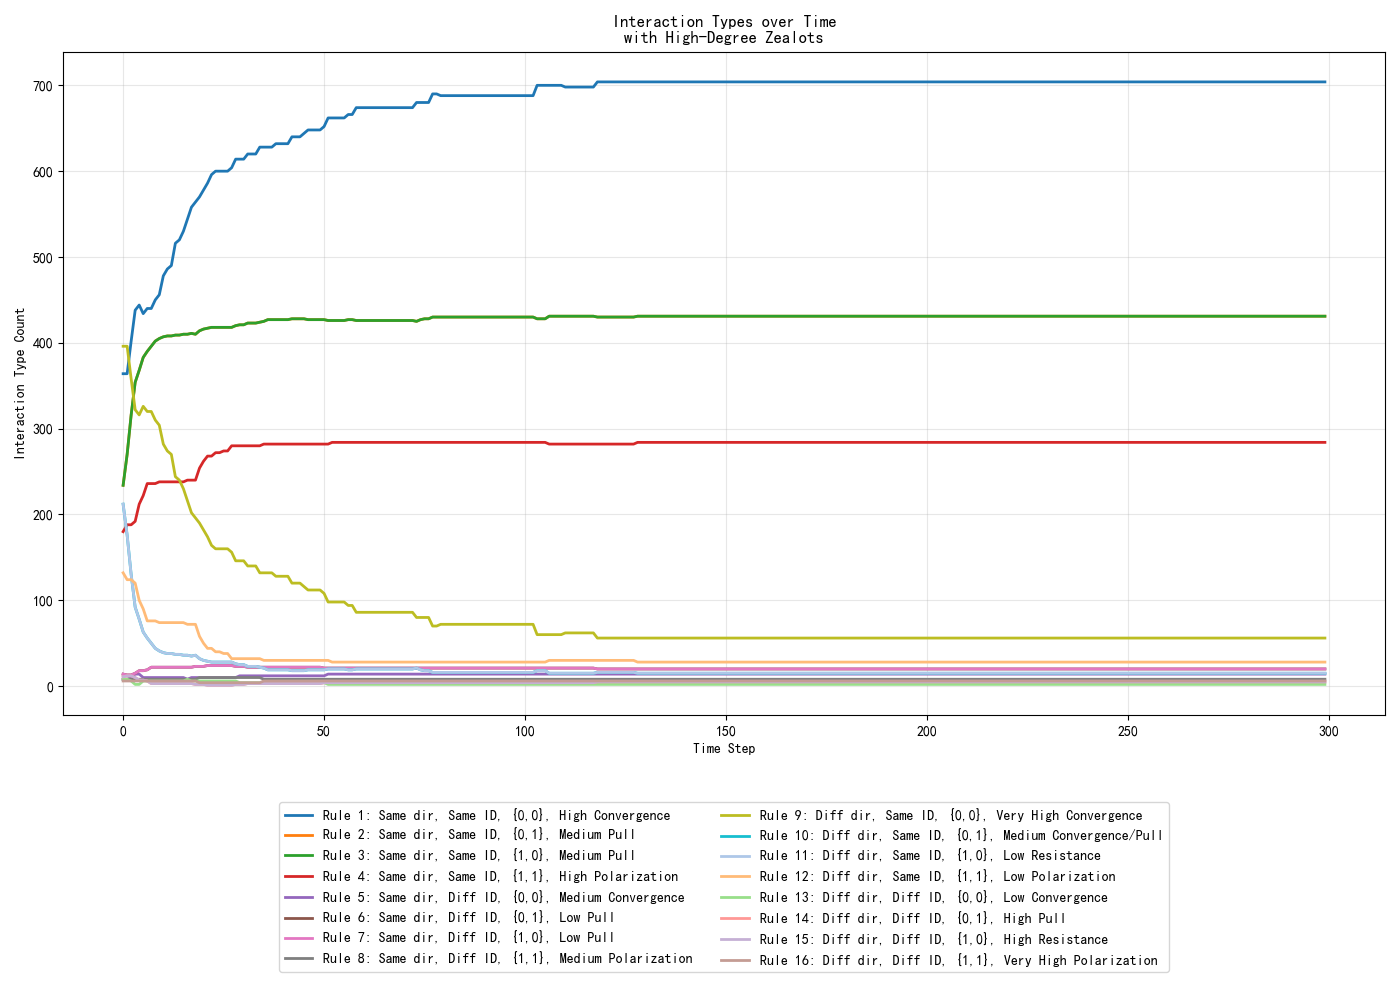 Interaction Types over Time
with High-Degree Zealots
Interaction Type Count
700
600
500
400
300
200
100
0
0
50
100
150
200
250
300
Time Step
Rule 1: Same dir, Same ID, {0,0}, High Convergence
Rule 2: Same dir, Same ID, {0,1}, Medium Pull
Rule 3: Same dir, Same ID, {1,0}, Medium Pull
Rule 4: Same dir, Same ID, {1,1}, High Polarization
Rule 5: Same dir, Diff ID, {0,0}, Medium Convergence
Rule 6: Same dir, Diff ID, {0,1}, Low Pull
Rule 7: Same dir, Diff ID, {1,0}, Low Pull
Rule 8: Same dir, Diff ID, {1,1}, Medium Polarization
Rule 9: Diff dir, Same ID, {0,0}, Very High Convergence
Rule 10: Diff dir, Same ID, {0,1}, Medium Convergence/Pull
Rule 11: Diff dir, Same ID, {1,0}, Low Resistance
Rule 12: Diff dir, Same ID, {1,1}, Low Polarization
Rule 13: Diff dir, Diff ID, {0,0}, Low Convergence
Rule 14: Diff dir, Diff ID, {0,1}, High Pull
Rule 15: Diff dir, Diff ID, {1,0}, High Resistance
Rule 16: Diff dir, Diff ID, {1,1}, Very High Polarization